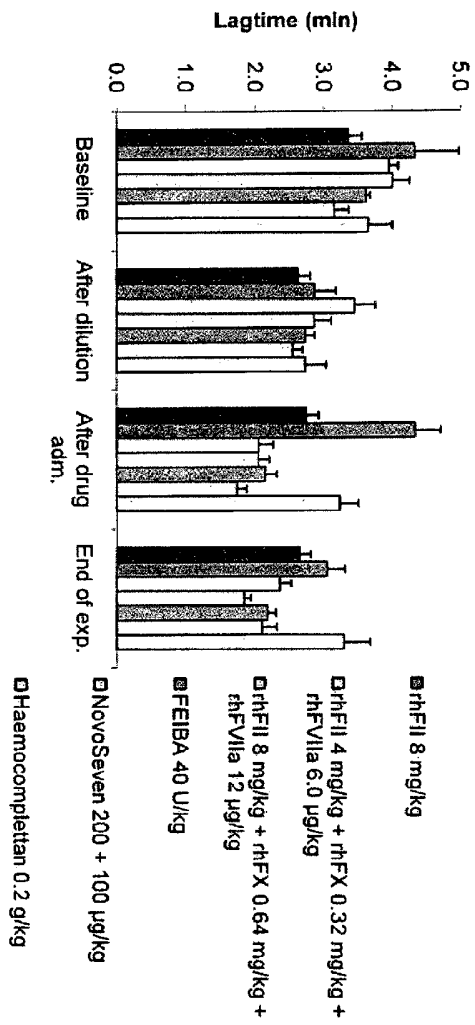 Lagtime (min)
5.0
4.0
3.0
2.0
1.0
0.0
Baseline
After dilution
After drug
adm.
End of exp.
rhFII 8 mg/kg
rhFII 4 mg/kg + rhFX 0.32 mg/kg +
rhFVIIa 6.0 µg/kg
rhFII 8 mg/kg + rhFX 0.64 mg/kg +
rhFVIIa 12 µg/kg
FEIBA 40 U/kg
NovoSeven 200 + 100 µg/kg
Haemocomplettan 0.2 g/kg